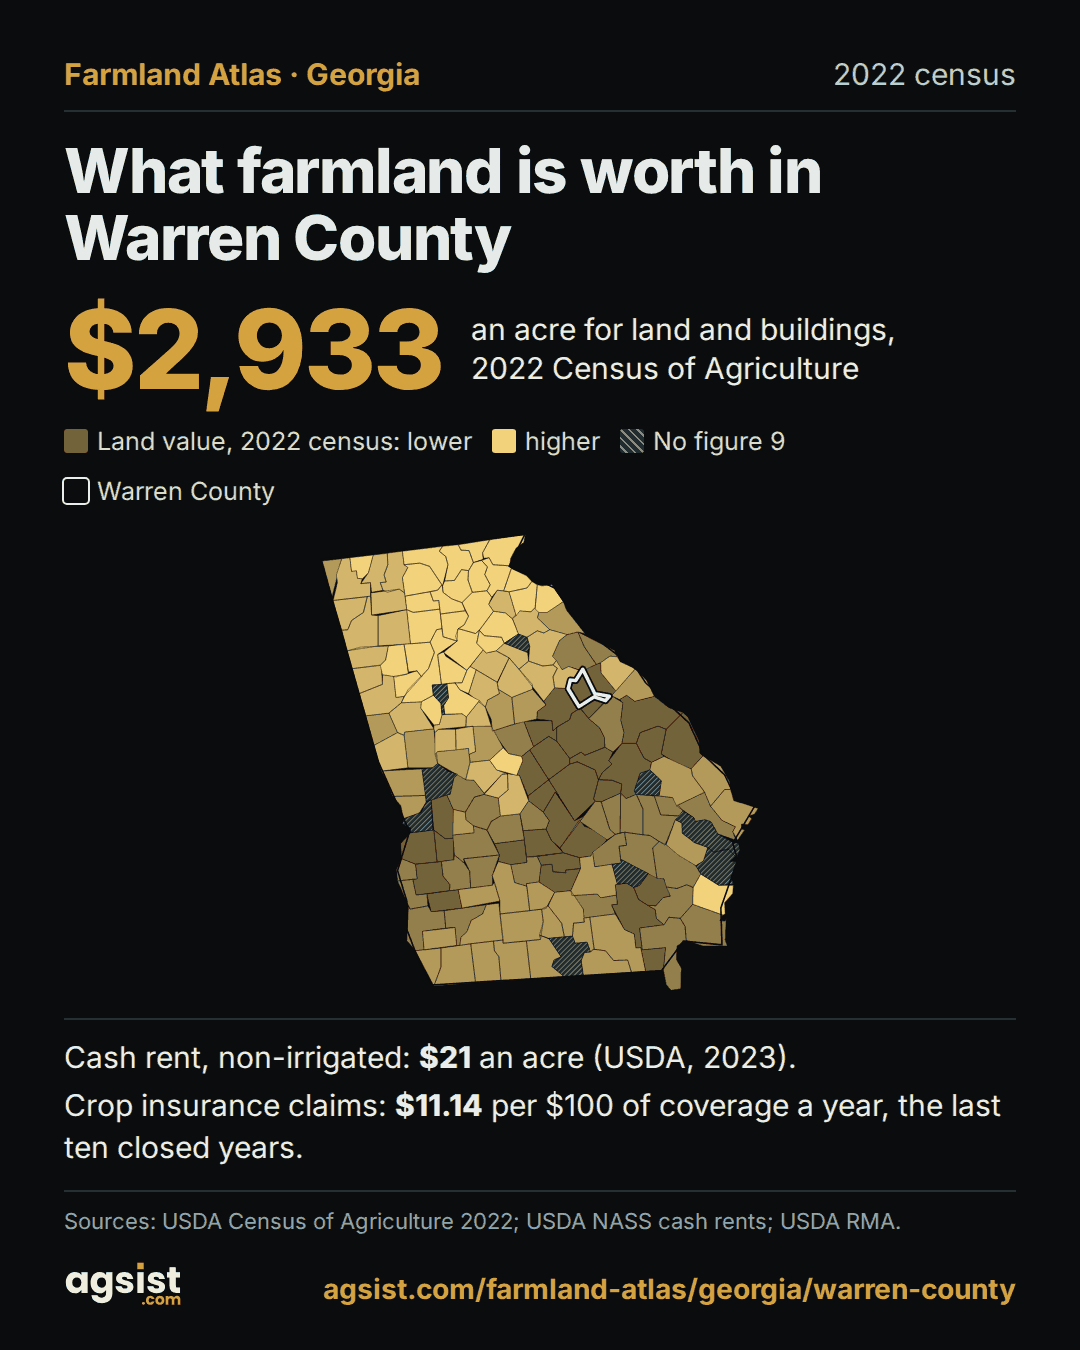 Farmland Atlas · Georgia
2022 census
What farmland is worth in
Warren County
$2,933
an acre for land and buildings,
2022 Census of Agriculture
Land value, 2022 census: lower
higher
No figure 9
Warren County
Cash rent, non-irrigated: $21 an acre (USDA, 2023).
Crop insurance claims: $11.14 per $100 of coverage a year, the last
ten closed years.
Sources: USDA Census of Agriculture 2022; USDA NASS cash rents; USDA RMA.
agsist
.com
agsist.com/farmland-atlas/georgia/warren-county